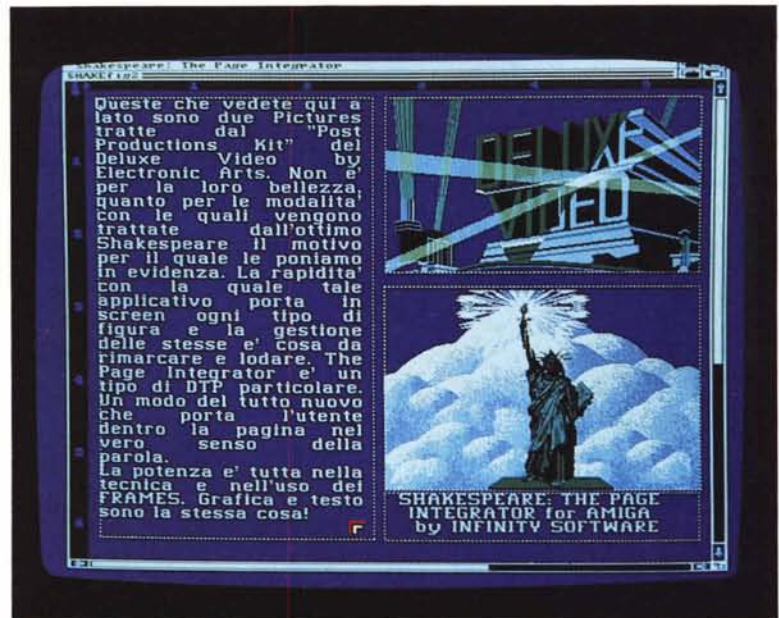 Shakespeare: The Page Integrator
SHAKEfig2
Queste che vedete qui a
lato sono due Pictures
tratte dal "Post
Productions Kit" del
Deluxe Video by
Electronic Arts. Non e'
per la loro bellezza,
quanto per le modalita'
con le quali vengono
trattate dall'ottimo
Shakespeare il motivo
per il quale le poniamo
in evidenza. La rapidita'
con la quale tale
applicativo porta in
screen ogni tipo di
figura e la gestione
delle stesse e' cosa da
rimarcare e lodare. The
Page Integrator e' un
tipo di DTP particolare.
Un modo del tutto nuovo
che porta l'utente
dentro la pagina nel
vero senso della
parola.
La potenza e' tutta nella
tecnica e nell'uso dei
FRAMES. Grafica e testo
sono la stessa cosa!
DELUXE
VIDEO
SHAKESPEARE: THE PAGE
INTEGRATOR for AMIGA
by INFINITY SOFTWARE